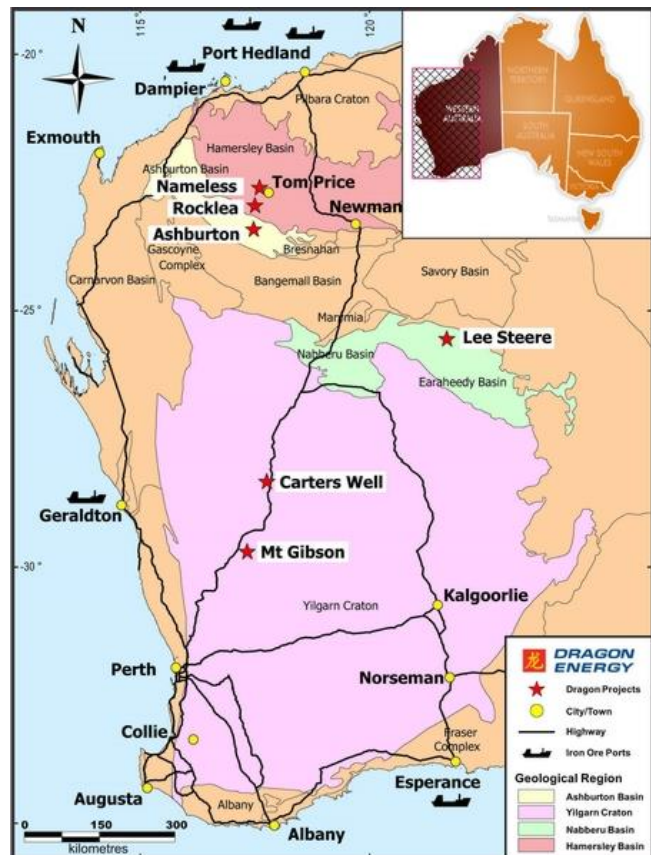 115
120
-20
Port Hedland
N
Dampier
Pilbara Craton
Exmouth
Hamersley Basin
Ashburton Basin
Nameless
Tom Price
Rocklea
Newman
Ashburton
Bresnahan
Gascoyne
Complex
Carnarvon Basin
Bangemall Basin
Savory Basin
-25
Marymia
Nabberu Basin
Lee Steere
Earaheedy Basin
Carters Well
Geraldton
Mt Gibson
-30
Yilgarn Craton
Kalgoorlie
Perth
Norseman
Collie
Fraser
Complex
Esperance
Augusta
Albany
Albany
0 150 300
kilometres
WESTERN
AUSTRALIA
NORTHERN
TERRITORY
QUEENSLAND
SOUTH
AUSTRALIA
NEW SOUTH
WALES
VICTORIA
TASMANIA
龙 DRAGON
ENERGY
Dragon Projects
City/Town
Highway
Iron Ore Ports
Geological Region
Ashburton Basin
Yilgarn Craton
Nabberu Basin
Hamersley Basin